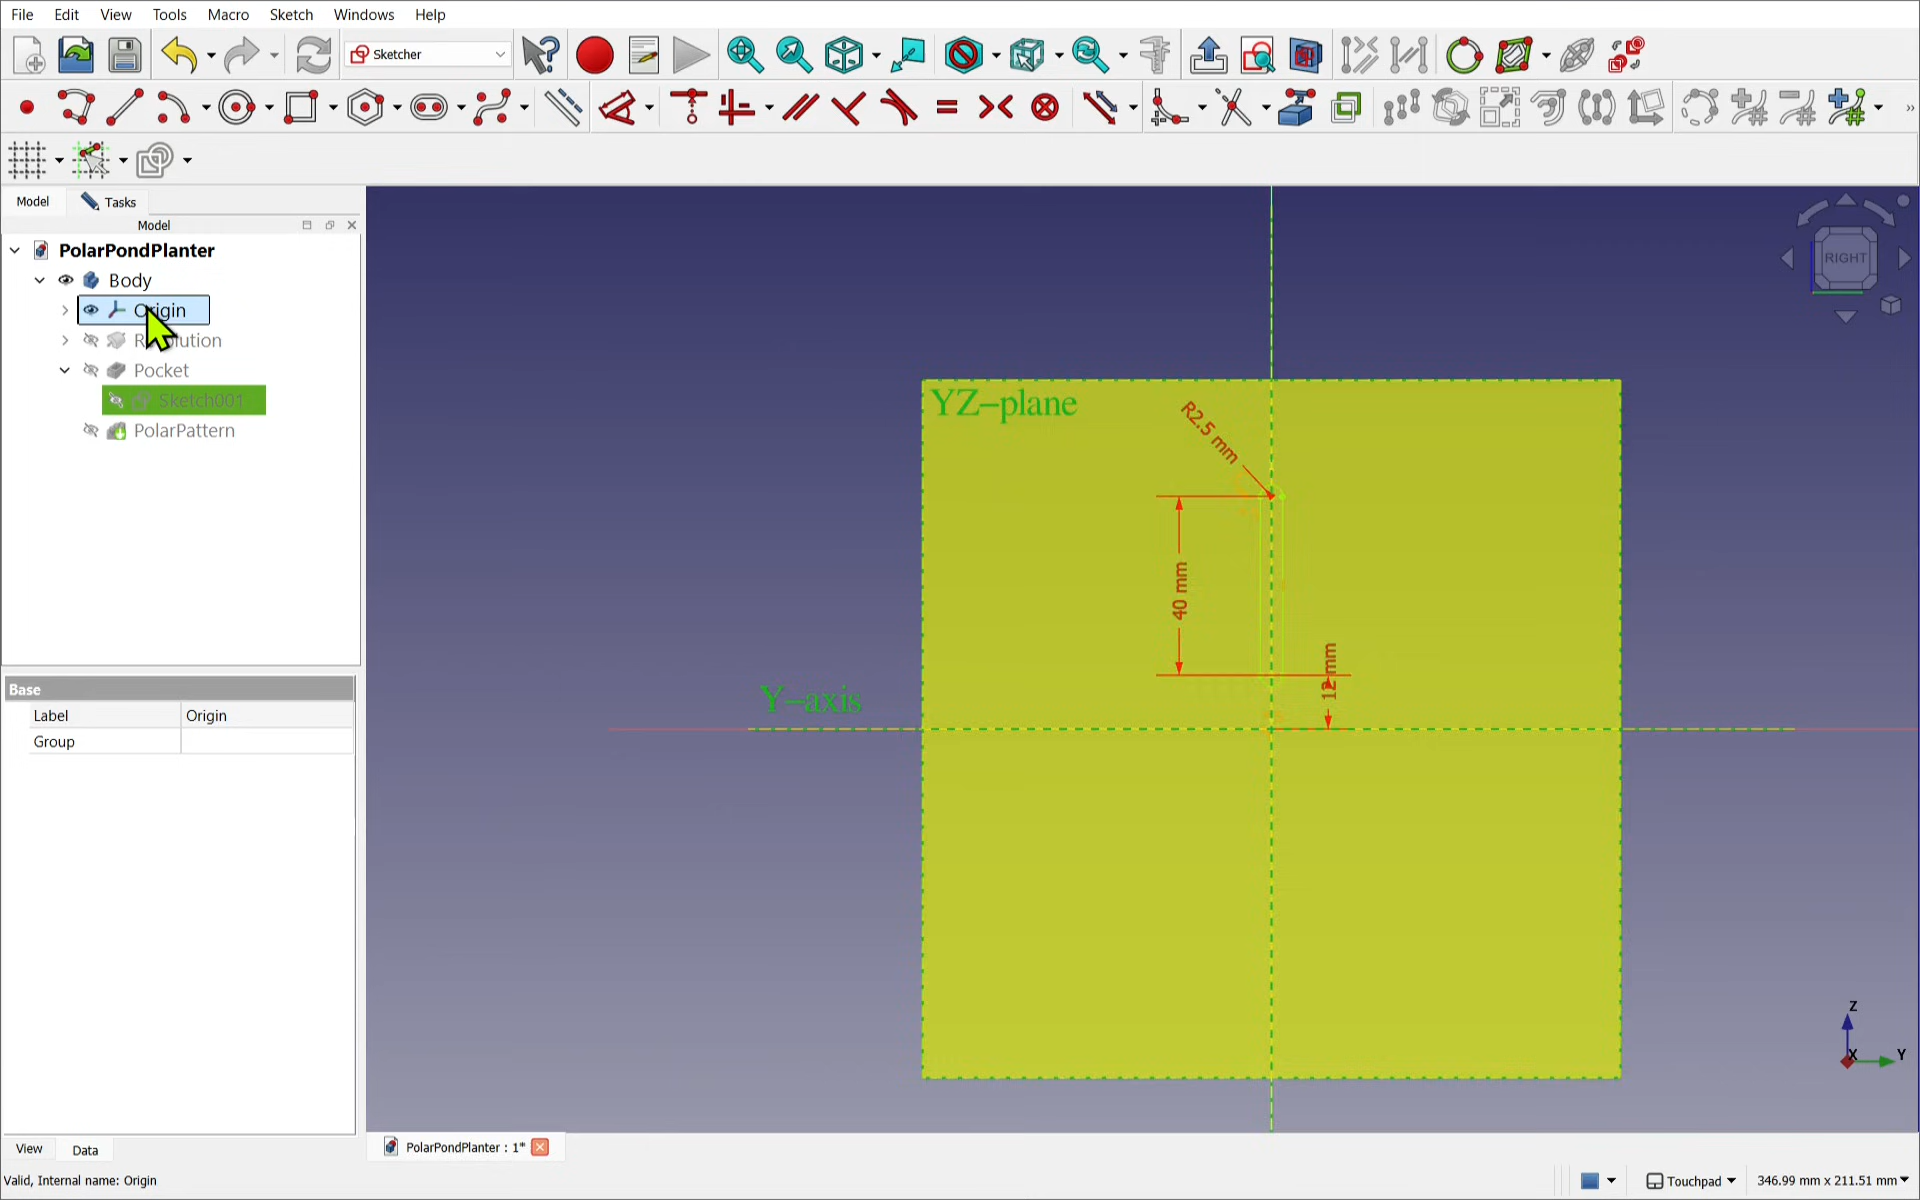 File Edit View Tools Macro Sketch Windows Help
Sketcher
Model Tasks
Model
PolarPondPlanter
Body
Origin
Pocket
Sketch001
PolarPattern
Base
Label Origin
Group
View Data
YZ-plane
R2.5 mm
40 mm
12 mm
Y-axis
RIGHT
Z
X
Y
PolarPondPlanter : 1*
Valid, Internal name: Origin
Touchpad
346.99 mm x 211.51 mm